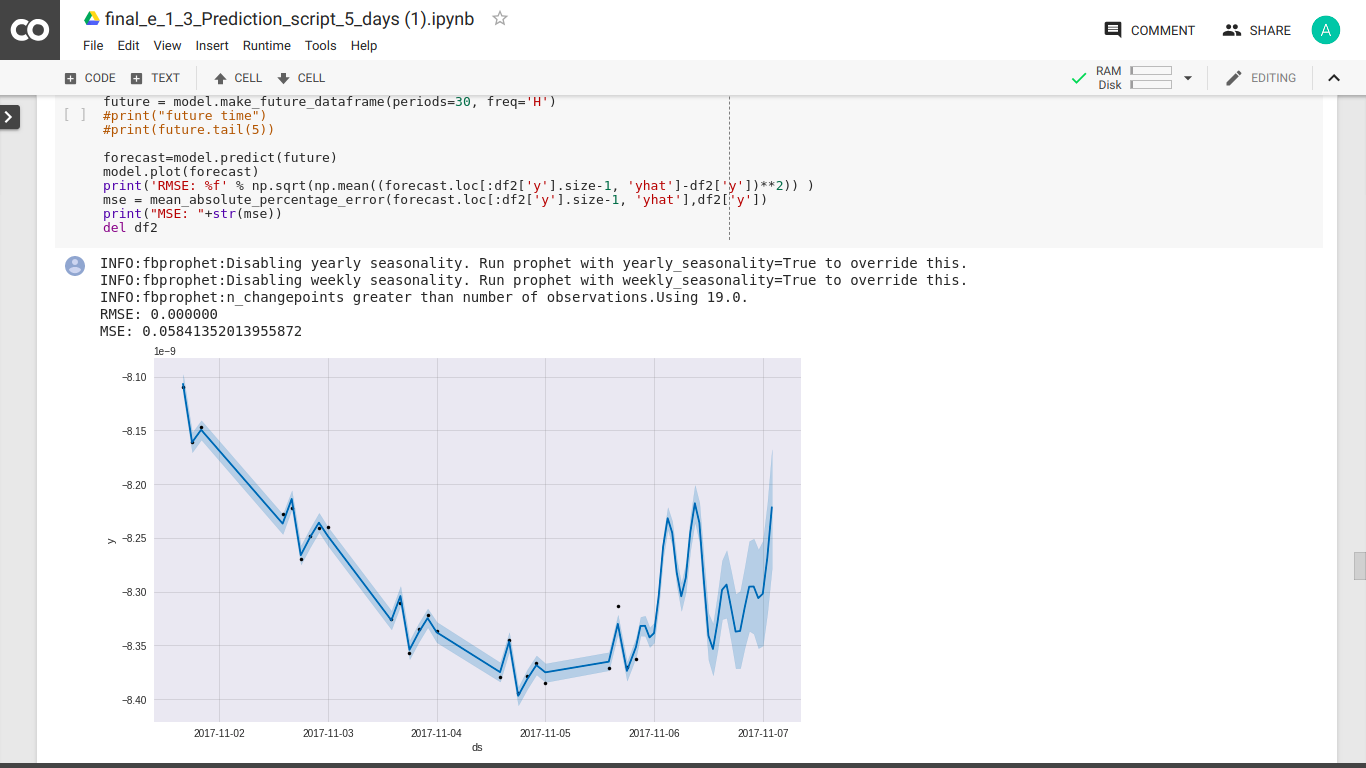 CO
final_e_1_3_Prediction_script_5_days (1).ipynb
COMMENT
SHARE
A
File Edit View Insert Runtime Tools Help
CODE TEXT CELL CELL
RAM
Disk
EDITING
future = model.make_future_dataframe(periods=30, freq='H')
[ ] #print("future time")
#print(future.tail(5))
forecast=model.predict(future)
model.plot(forecast)
print('RMSE: %f' % np.sqrt(np.mean((forecast.loc[:df2['y'].size-1, 'yhat']-df2['y'])**2)) )
mse = mean_absolute_percentage_error(forecast.loc[:df2['y'].size-1, 'yhat'],df2['y'])
print("MSE: "+str(mse))
del df2
INFO:fbprophet:Disabling yearly seasonality. Run prophet with yearly_seasonality=True to override this.
INFO:fbprophet:Disabling weekly seasonality. Run prophet with weekly_seasonality=True to override this.
INFO:fbprophet:n_changepoints greater than number of observations.Using 19.0.
RMSE: 0.000000
MSE: 0.05841352013955872
1e−9
−8.10
−8.15
−8.20
−8.25
−8.30
−8.35
−8.40
y
2017-11-02 2017-11-03 2017-11-04 2017-11-05 2017-11-06 2017-11-07
ds